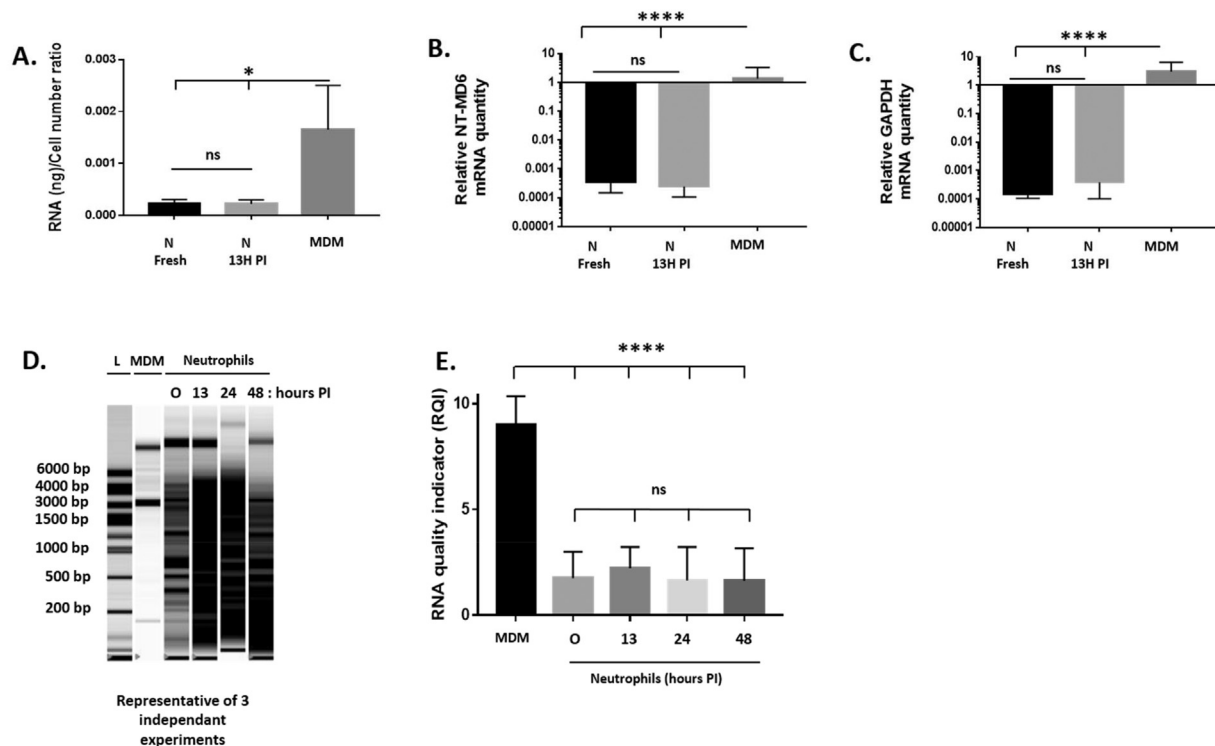 A.
RNA (ng)/Cell number ratio
0.003
0.002
0.001
0.000
*
ns
N
Fresh
N
13H PI
MDM
B.
Relative NT-MD6
mRNA quantity
10
1
0.1
0.01
0.001
0.0001
0.00001
****
ns
N
Fresh
N
13H PI
MDM
C.
Relative GAPDH
mRNA quantity
10
1
0.1
0.01
0.001
0.0001
0.00001
****
ns
N
Fresh
N
13H PI
MDM
D.
L MDM Neutrophils
O 13 24 48 : hours PI
6000 bp
4000 bp
3000 bp
1500 bp
1000 bp
500 bp
200 bp
Representative of 3
independant
experiments
E.
RNA quality indicator (RQI)
10
5
0
****
ns
MDM O 13 24 48
Neutrophils (hours PI)